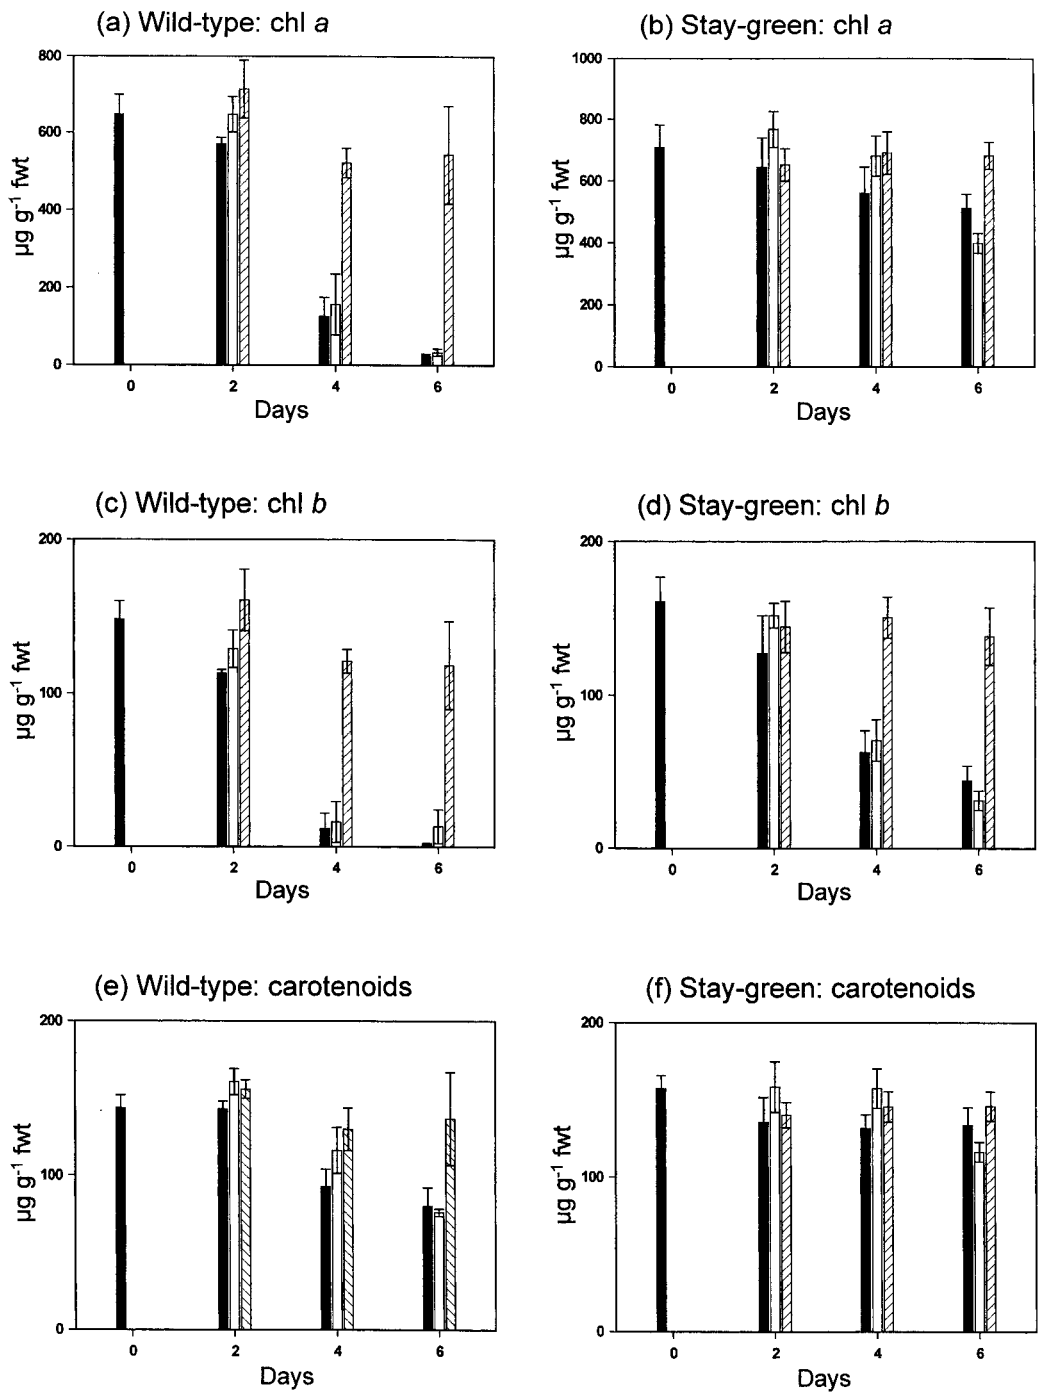 (a) Wild-type: chl a
800
600
400
200
0
µg g⁻¹ fwt
0 2 4 6
Days
(b) Stay-green: chl a
1000
800
600
400
200
0
µg g⁻¹ fwt
0 2 4 6
Days
(c) Wild-type: chl b
200
100
0
µg g⁻¹ fwt
0 2 4 6
Days
(d) Stay-green: chl b
200
100
0
µg g⁻¹ fwt
0 2 4 6
Days
(e) Wild-type: carotenoids
200
100
0
µg g⁻¹ fwt
0 2 4 6
Days
(f) Stay-green: carotenoids
200
100
0
µg g⁻¹ fwt
0 2 4 6
Days